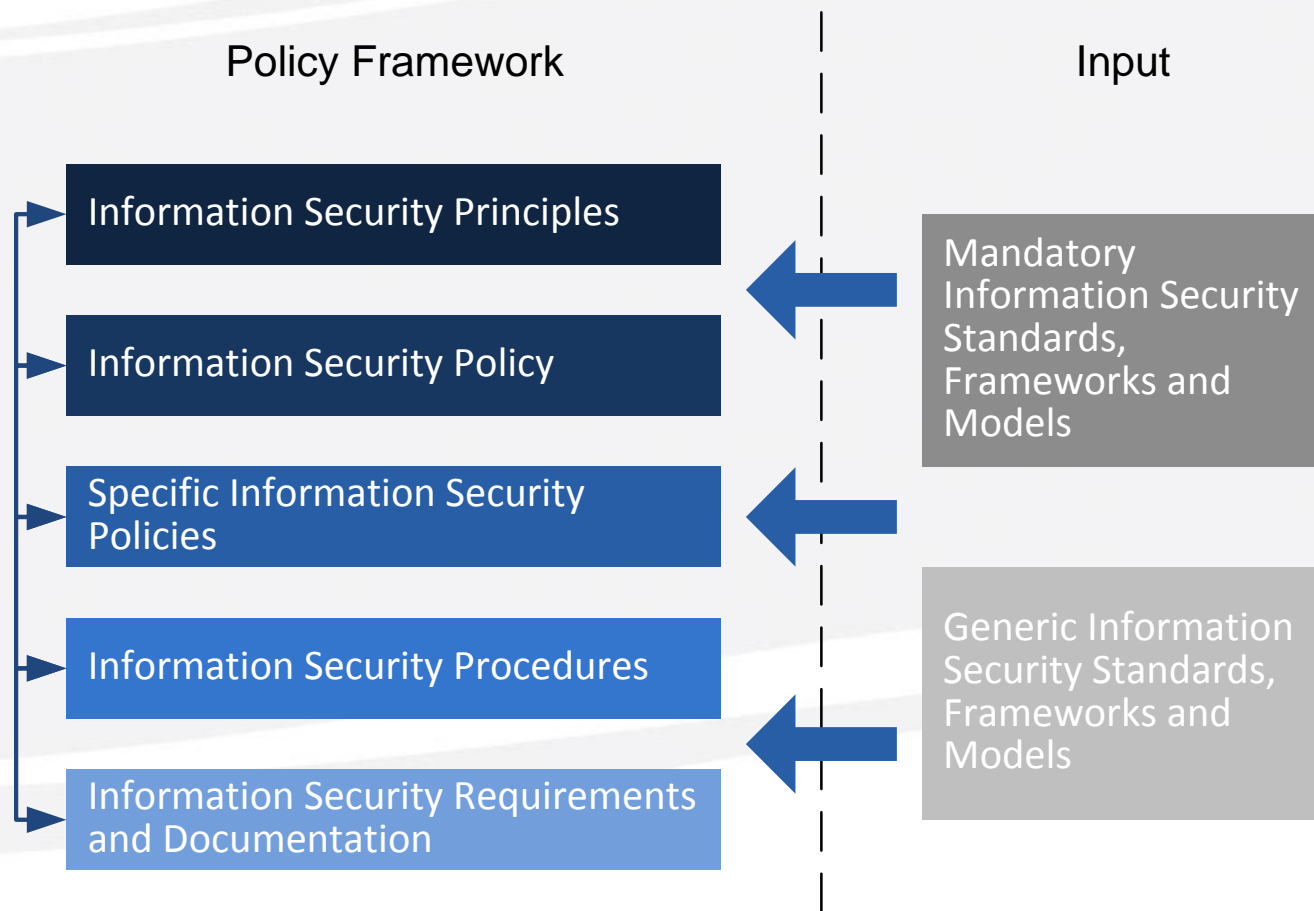 Policy Framework
Input
Information Security Principles
Information Security Policy
Specific Information Security
Policies
Information Security Procedures
Information Security Requirements
and Documentation
Mandatory
Information Security
Standards,
Frameworks and
Models
Generic Information
Security Standards,
Frameworks and
Models